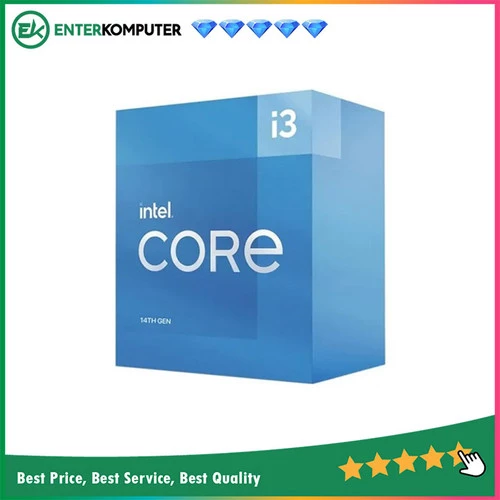 EK ENTERKOMPUTER
i3
intel.
CORE
14TH GEN
Best Price, Best Service, Best Quality